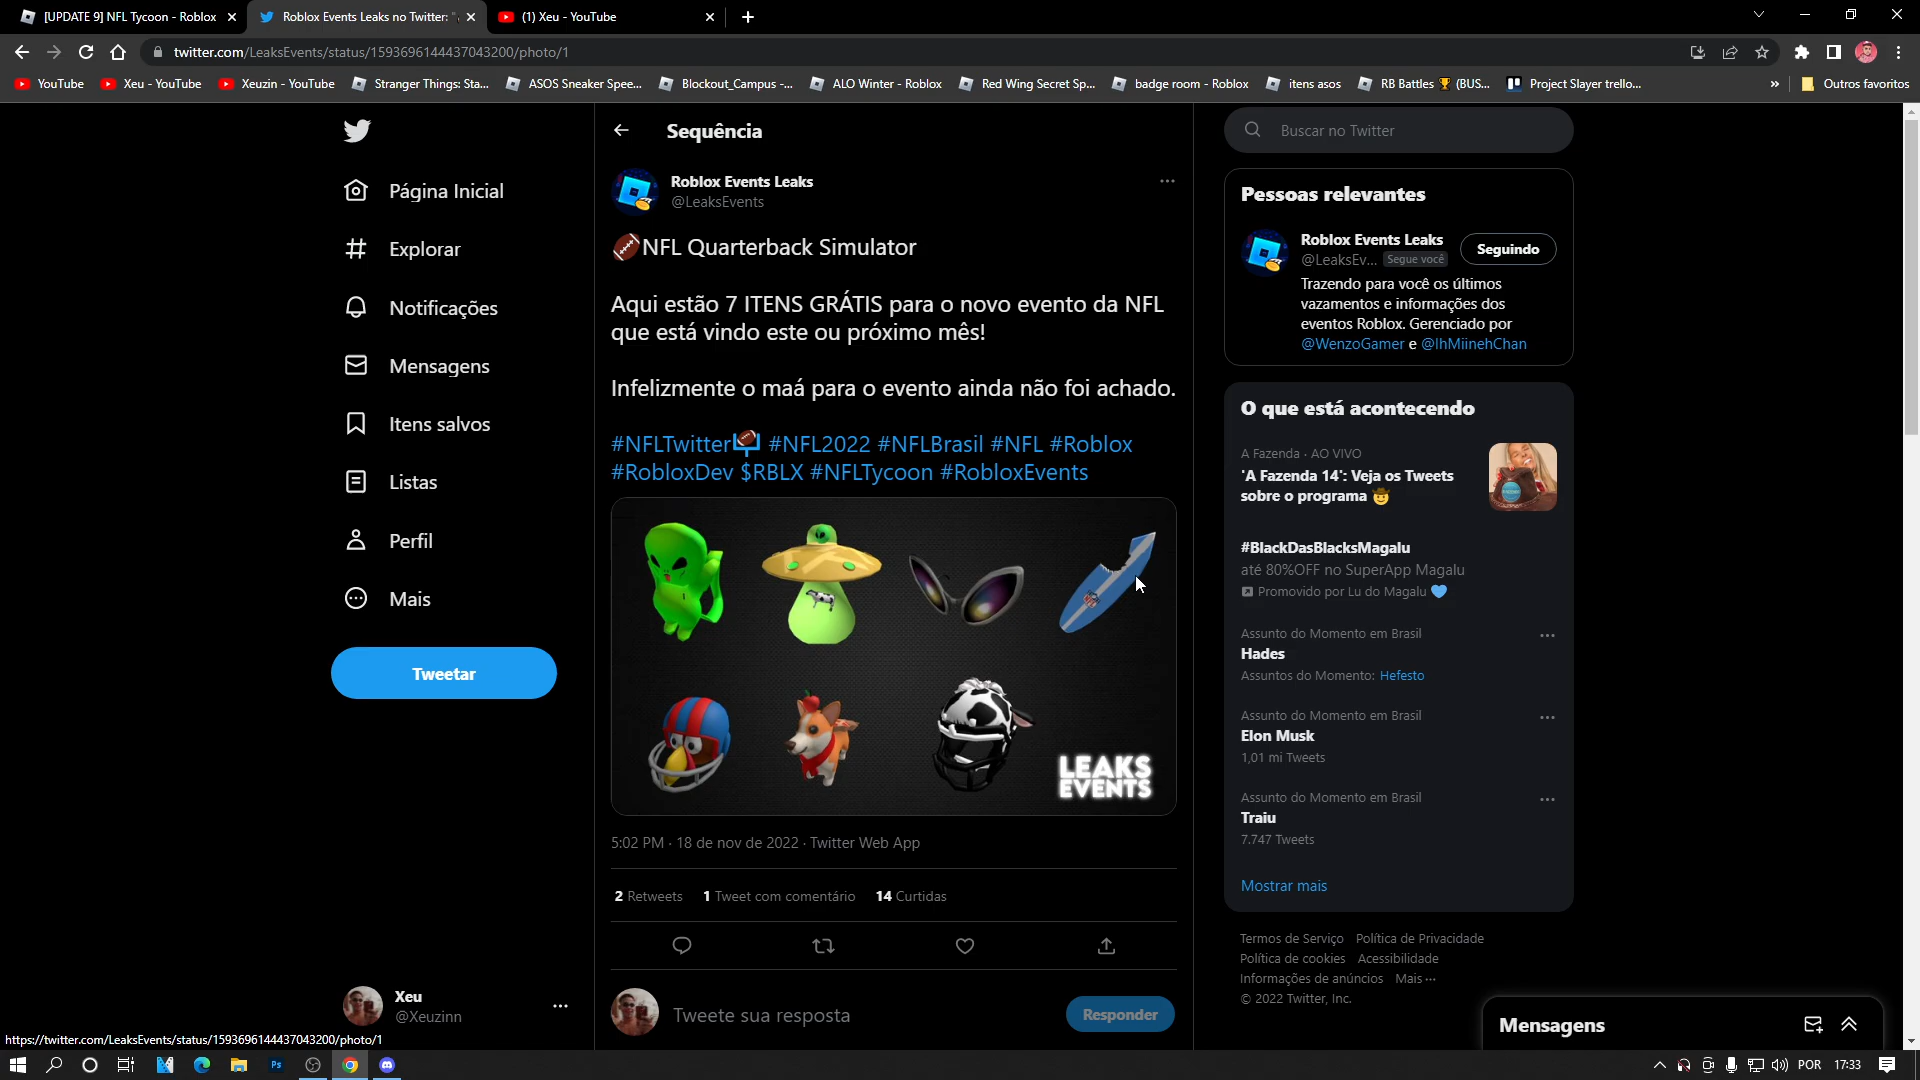 [UPDATE 9] NFL Tycoon - Roblox
Roblox Events Leaks no Twitter: "
(1) Xeu - YouTube
twitter.com/LeaksEvents/status/1593696144437043200/photo/1
YouTube
Xeu - YouTube
Xeuzin - YouTube
Stranger Things: Sta...
ASOS Sneaker Spee...
Blockout_Campus -...
ALO Winter - Roblox
Red Wing Secret Sp...
badge room - Roblox
itens asos
RB Battles 🏆 (BUS...
Project Slayer trello...
»
Outros favoritos
Página Inicial
Explorar
Notificações
Mensagens
Itens salvos
Listas
Perfil
Mais
Tweetar
Xeu
@Xeuzinn
https://twitter.com/LeaksEvents/status/1593696144437043200/photo/1
Sequência
Roblox Events Leaks
@LeaksEvents
🏈NFL Quarterback Simulator
Aqui estão 7 ITENS GRÁTIS para o novo evento da NFL
que está vindo este ou próximo mês!
Infelizmente o maá para o evento ainda não foi achado.
#NFLTwitter #NFL2022 #NFLBrasil #NFL #Roblox
#RobloxDev $RBLX #NFLTycoon #RobloxEvents
LEAKS
EVENTS
5:02 PM · 18 de nov de 2022 · Twitter Web App
2 Retweets 1 Tweet com comentário 14 Curtidas
Tweete sua resposta
Responder
Buscar no Twitter
Pessoas relevantes
Roblox Events Leaks
@LeaksEv... Segue você
Seguindo
Trazendo para você os últimos
vazamentos e informações dos
eventos Roblox. Gerenciado por
@WenzoGamer e @IhMiinehChan
O que está acontecendo
A Fazenda · AO VIVO
'A Fazenda 14': Veja os Tweets
sobre o programa 🤠
#BlackDasBlacksMagalu
até 80%OFF no SuperApp Magalu
Promovido por Lu do Magalu 💙
Assunto do Momento em Brasil
Hades
Assuntos do Momento: Hefesto
Assunto do Momento em Brasil
Elon Musk
1,01 mi Tweets
Assunto do Momento em Brasil
Traiu
7.747 Tweets
Mostrar mais
Termos de Serviço Política de Privacidade
Política de cookies Acessibilidade
Informações de anúncios Mais ···
© 2022 Twitter, Inc.
Mensagens
Ps
POR
17:33